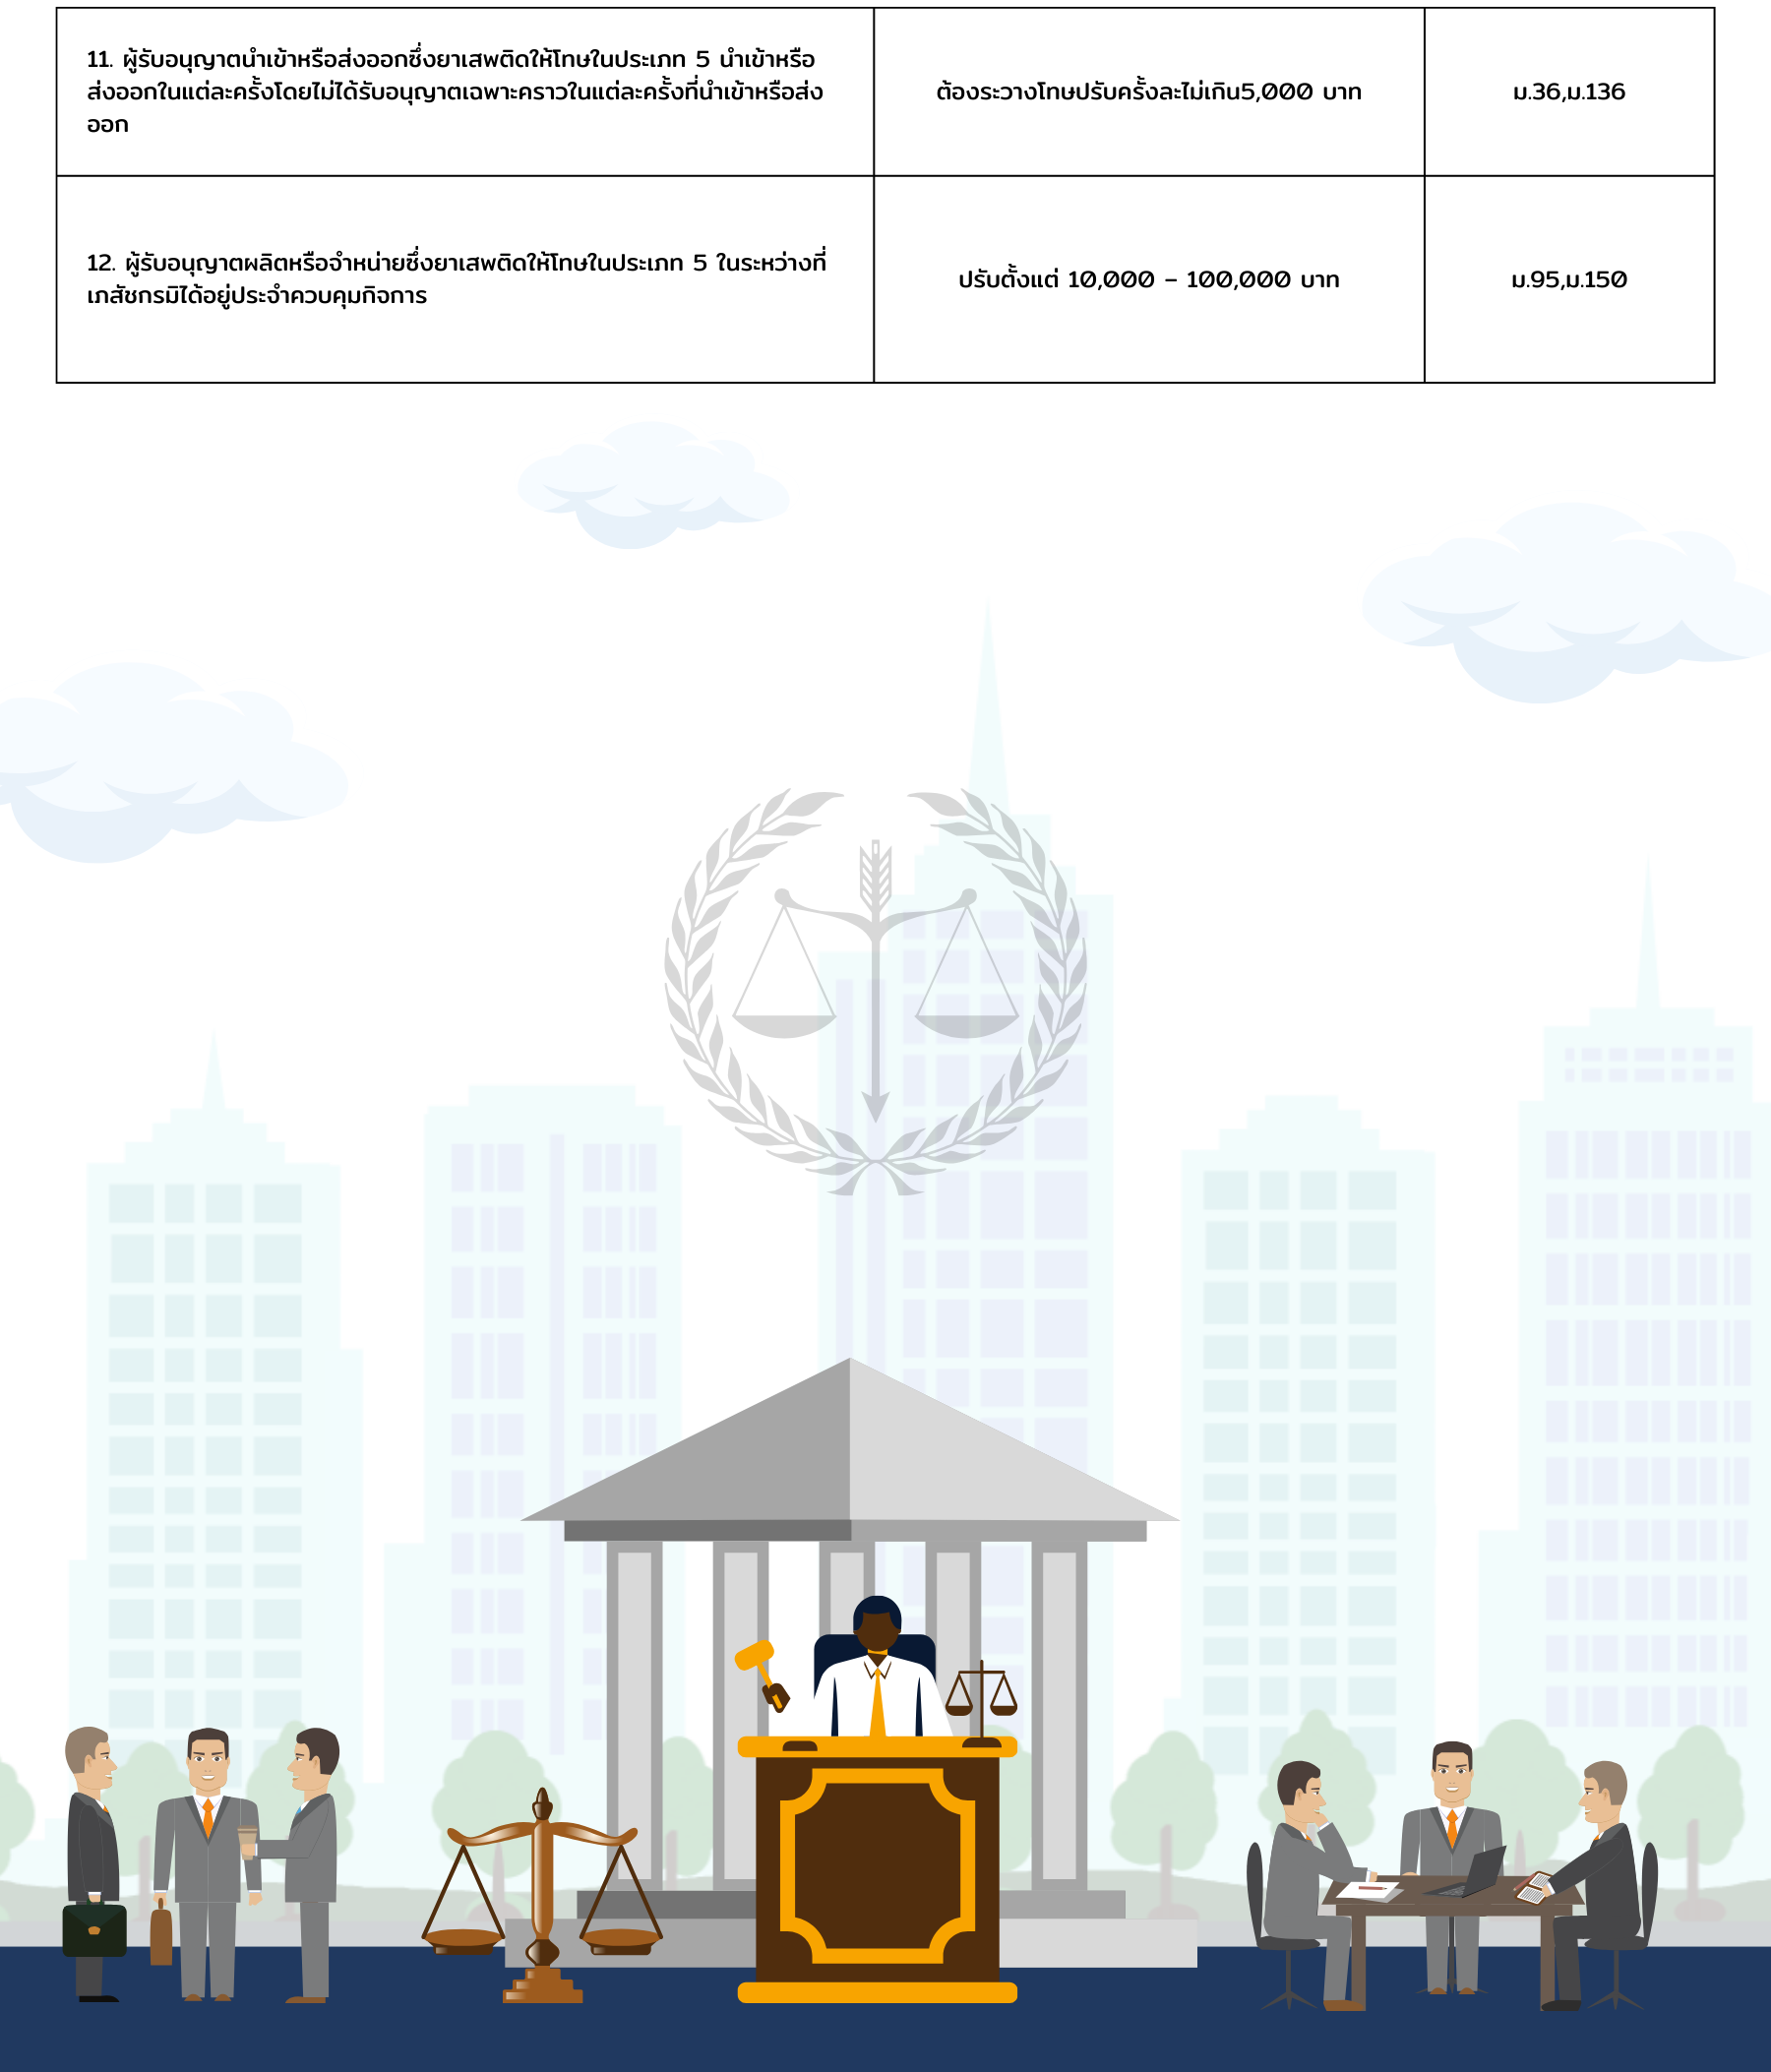 11. ผู้รับอนุญาตนำเข้าหรือส่งออกซึ่งยาเสพติดให้โทษในประเภท 5 นำเข้าหรือ
ส่งออกในแต่ละครั้งโดยไม่ได้รับอนุญาตเฉพาะคราวในแต่ละครั้งที่นำเข้าหรือส่ง
ออก
ต้องระวางโทษปรับครั้งละไม่เกิน5,000 บาท
ม.36,ม.136
12. ผู้รับอนุญาตผลิตหรือจำหน่ายซึ่งยาเสพติดให้โทษในประเภท 5 ในระหว่างที่
เภสัชกรมิได้อยู่ประจำควบคุมกิจการ
ปรับตั้งแต่ 10,000 – 100,000 บาท
ม.95,ม.150